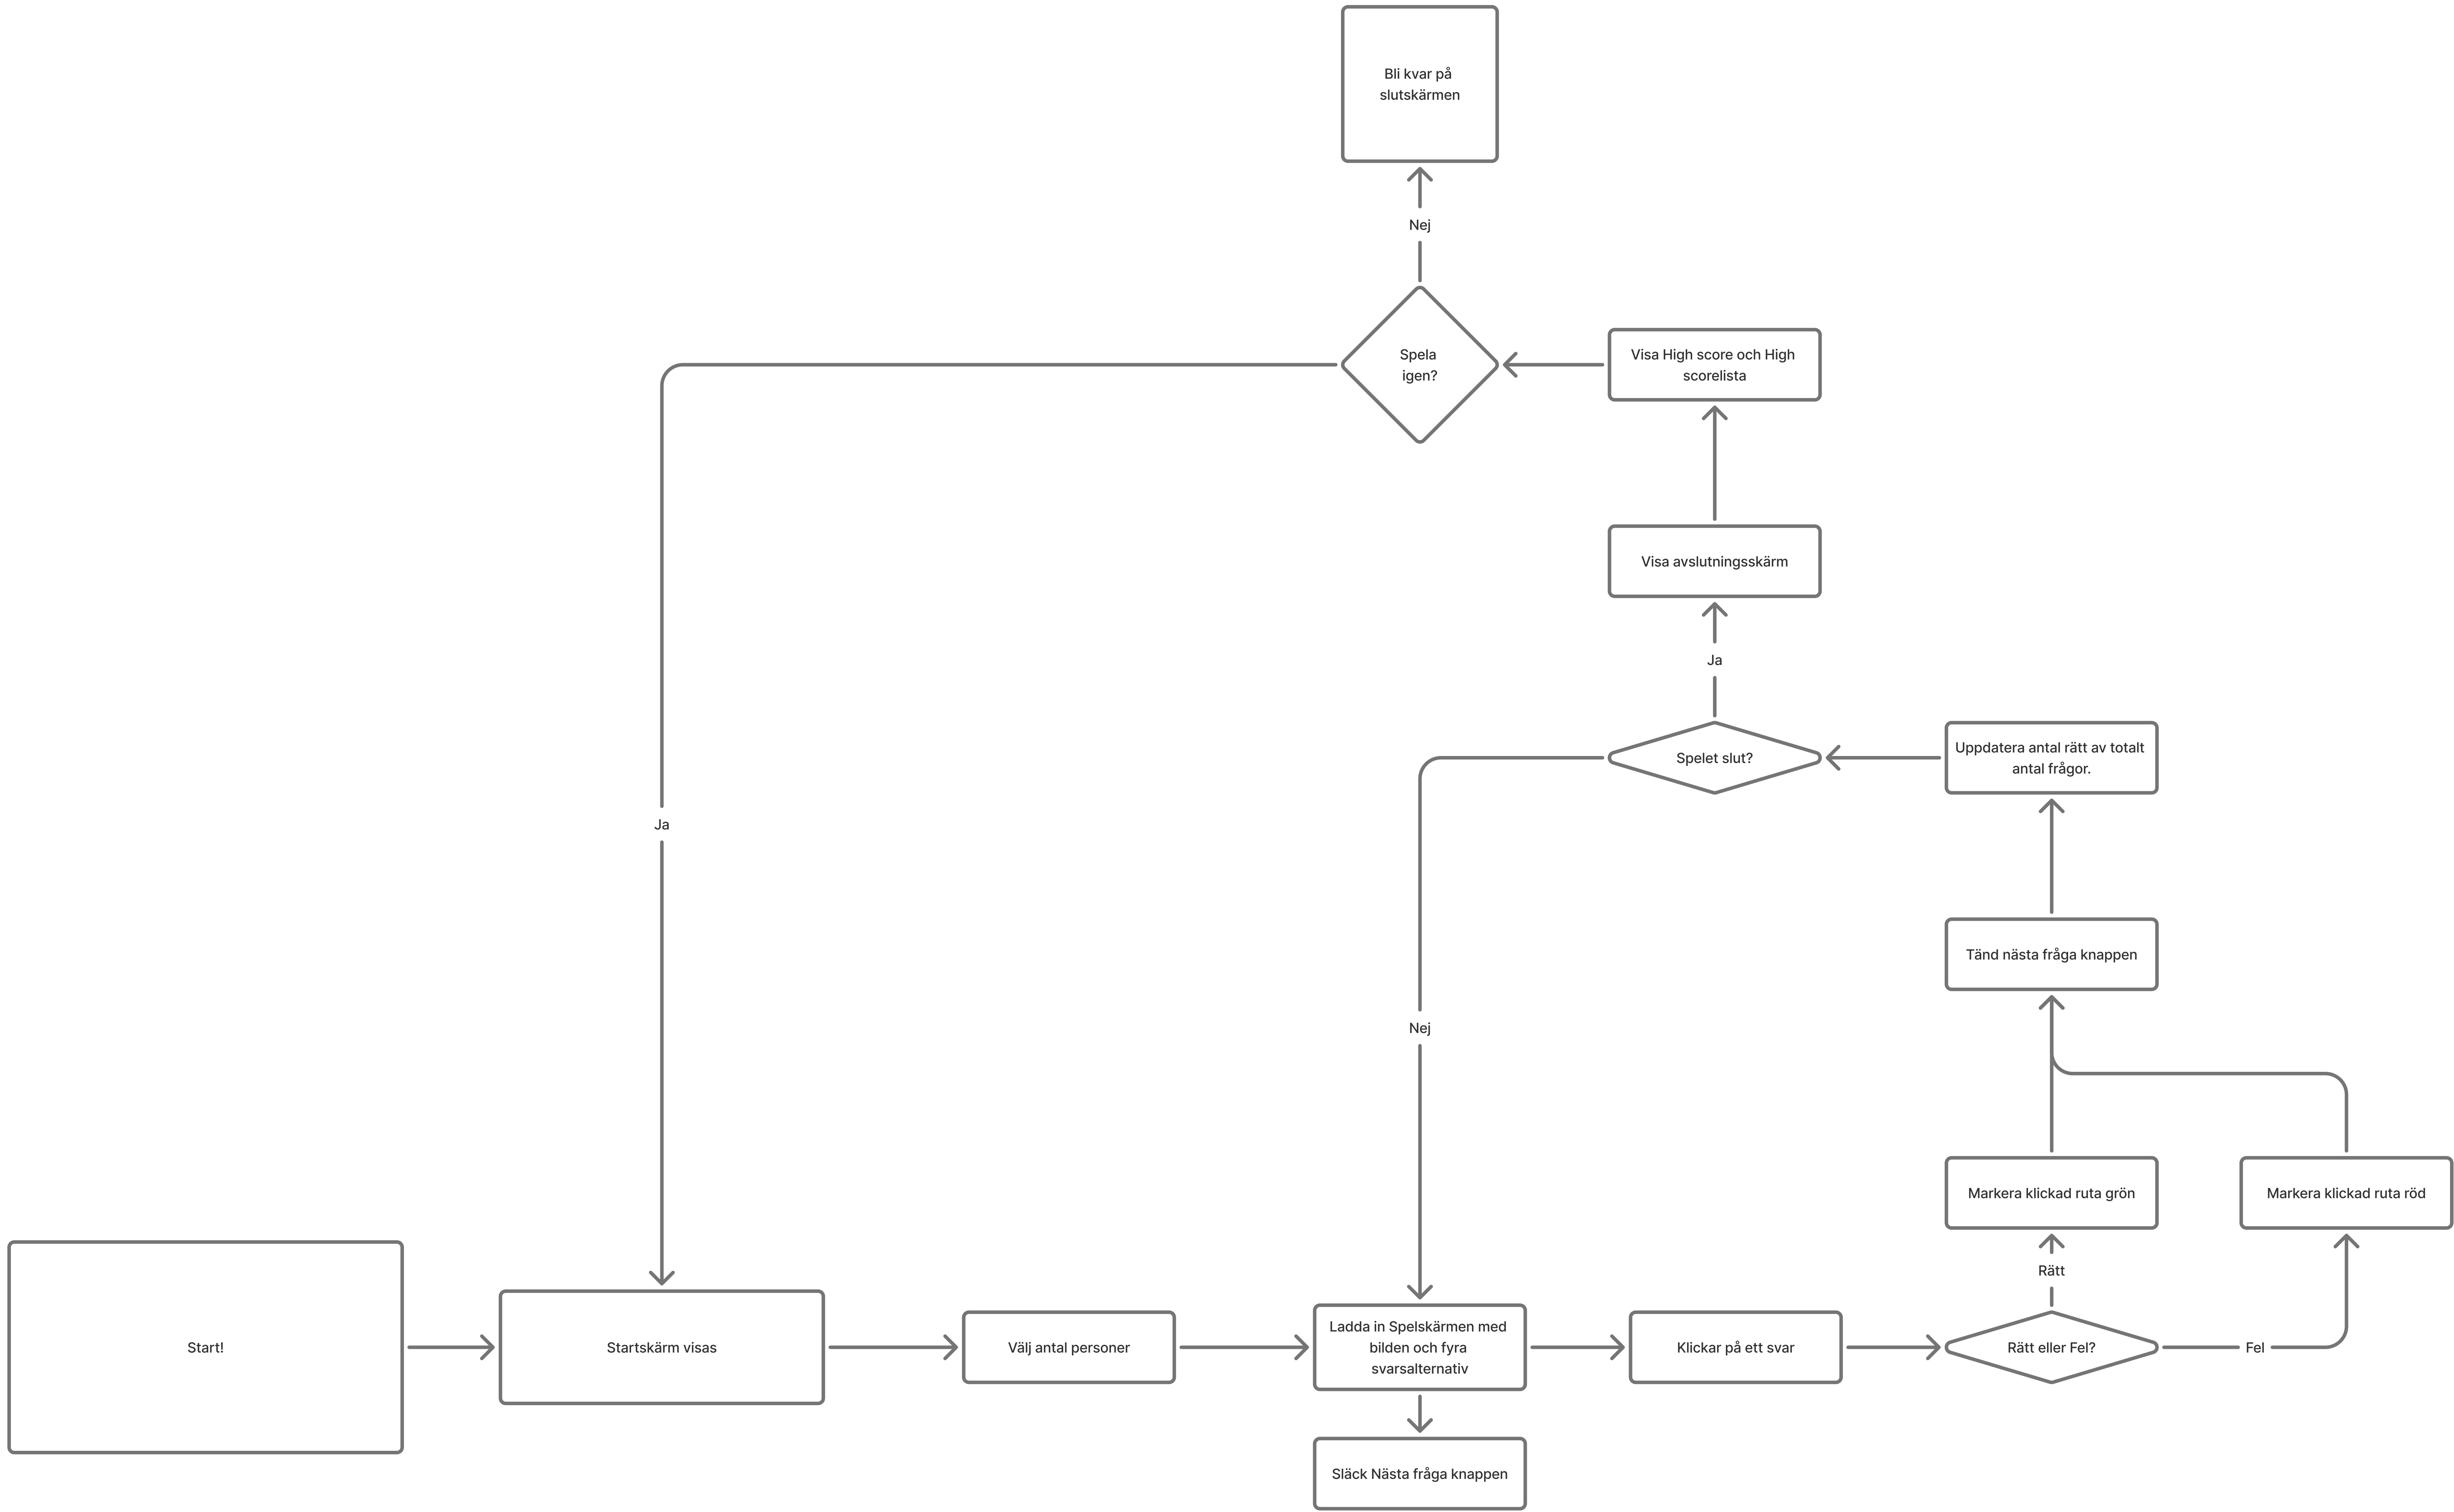 Bli kvar på
slutskärmen
Nej
Spela
igen?
Visa High score och High
scorelista
Visa avslutningsskärm
Ja
Spelet slut?
Uppdatera antal rätt av totalt
antal frågor.
Ja
Tänd nästa fråga knappen
Nej
Markera klickad ruta grön
Markera klickad ruta röd
Rätt
Start!
Startskärm visas
Välj antal personer
Ladda in Spelskärmen med
bilden och fyra
svarsalternativ
Klickar på ett svar
Rätt eller Fel?
Fel
Släck Nästa fråga knappen